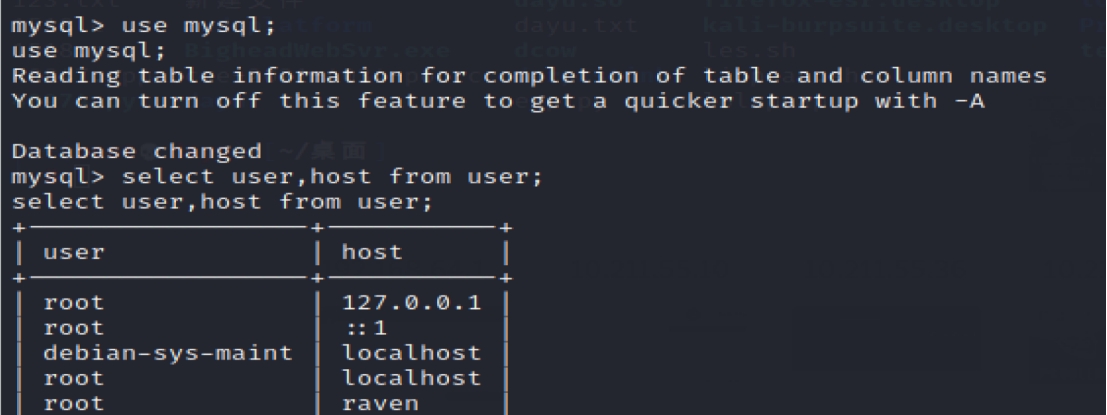 mysql> use mysql;
use mysql;
Reading table information for completion of table and column names
You can turn off this feature to get a quicker startup with -A
Database changed
mysql> select user,host from user;
select user,host from user;
| user | host |
| root | 127.0.0.1 |
| root | ::1 |
| debian-sys-maint | localhost |
| root | localhost |
| root | raven |